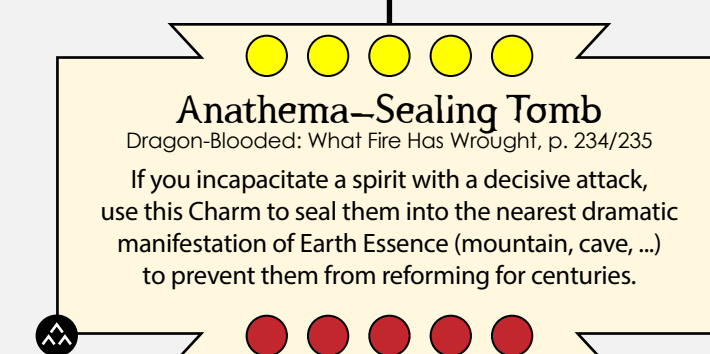 Anathema–Sealing Tomb
Dragon-Blooded: What Fire Has Wrought, p. 234/235
If you incapacitate a spirit with a decisive attack,
use this Charm to seal them into the nearest dramatic
manifestation of Earth Essence (mountain, cave, ...)
to prevent them from reforming for centuries.